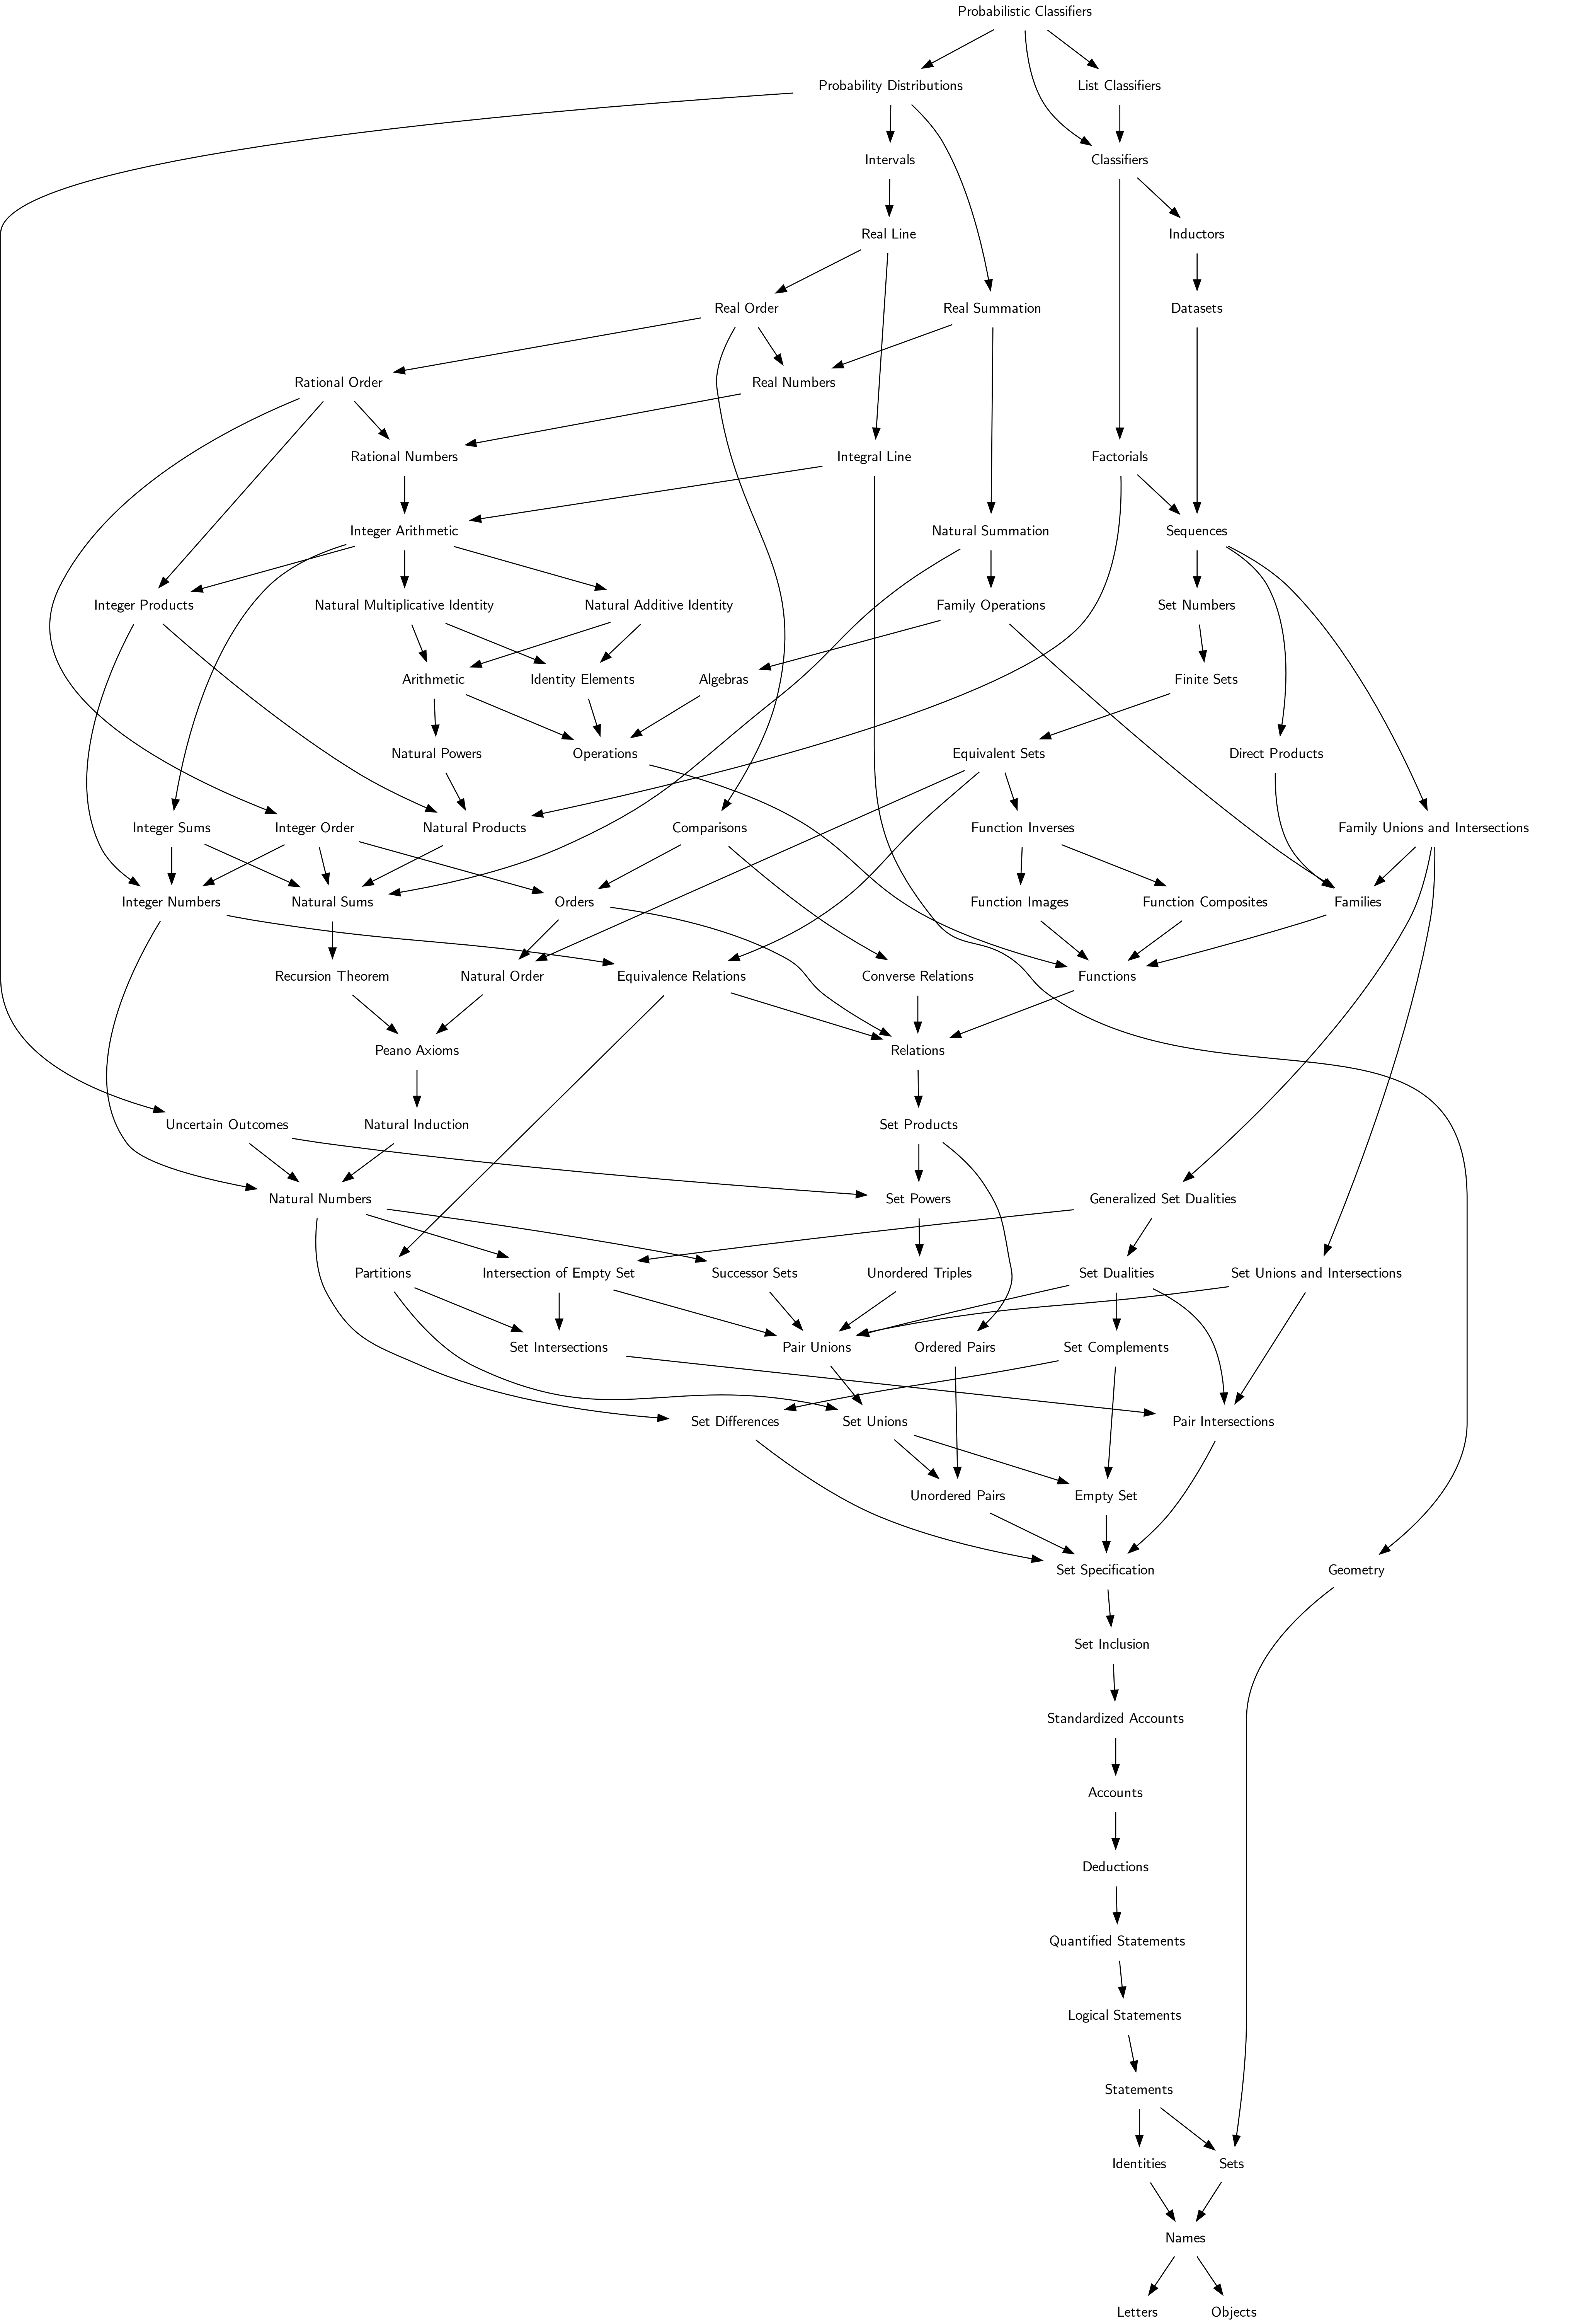 Probabilistic Classifiers
Probability Distributions
List Classifiers
Intervals
Classifiers
Real Line
Inductors
Real Order
Real Summation
Datasets
Rational Order
Real Numbers
Rational Numbers
Integral Line
Factorials
Integer Arithmetic
Natural Summation
Sequences
Integer Products
Natural Multiplicative Identity
Natural Additive Identity
Family Operations
Set Numbers
Arithmetic
Identity Elements
Algebras
Finite Sets
Natural Powers
Operations
Equivalent Sets
Direct Products
Integer Sums
Integer Order
Natural Products
Comparisons
Function Inverses
Family Unions and Intersections
Integer Numbers
Natural Sums
Orders
Function Images
Function Composites
Families
Recursion Theorem
Natural Order
Equivalence Relations
Converse Relations
Functions
Peano Axioms
Relations
Uncertain Outcomes
Natural Induction
Set Products
Natural Numbers
Set Powers
Generalized Set Dualities
Partitions
Intersection of Empty Set
Successor Sets
Unordered Triples
Set Dualities
Set Unions and Intersections
Set Intersections
Pair Unions
Ordered Pairs
Set Complements
Set Differences
Set Unions
Pair Intersections
Unordered Pairs
Empty Set
Set Specification
Geometry
Set Inclusion
Standardized Accounts
Accounts
Deductions
Quantified Statements
Logical Statements
Statements
Identities
Sets
Names
Letters
Objects